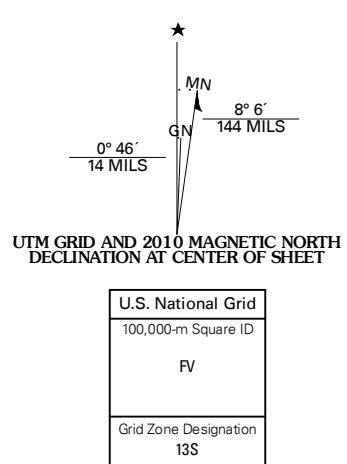 MN
GN
8° 6´
144 MILS
0° 46´
14 MILS
UTM GRID AND 2010 MAGNETIC NORTH
DECLINATION AT CENTER OF SHEET
U.S. National Grid
100,000-m Square ID
FV
Grid Zone Designation
13S